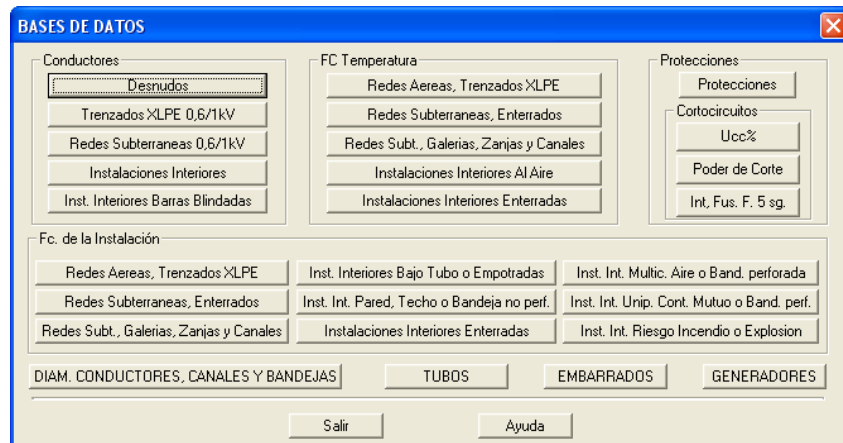 BASES DE DATOS
Conductores
Desnudos
Trenzados XLPE 0,6/1kV
Redes Subterraneas 0,6/1kV
Instalaciones Interiores
Inst. Interiores Barras Blindadas
FC Temperatura
Redes Aereas, Trenzados XLPE
Redes Subterraneas, Enterrados
Redes Subt., Galerias, Zanjas y Canales
Instalaciones Interiores Al Aire
Instalaciones Interiores Enterradas
Protecciones
Protecciones
Cortocircuitos
Ucc%
Poder de Corte
Int, Fus. F. 5 sg.
Fc. de la Instalación
Redes Aereas, Trenzados XLPE
Redes Subterraneas, Enterrados
Redes Subt., Galerias, Zanjas y Canales
Inst. Interiores Bajo Tubo o Empotradas
Inst. Int. Pared, Techo o Bandeja no perf.
Instalaciones Interiores Enterradas
Inst. Int. Multic. Aire o Band. perforada
Inst. Int. Unip. Cont. Mutuo o Band. perf.
Inst. Int. Riesgo Incendio o Explosion
DIAM. CONDUCTORES, CANALES Y BANDEJAS
TUBOS
EMBARRADOS
GENERADORES
Salir
Ayuda